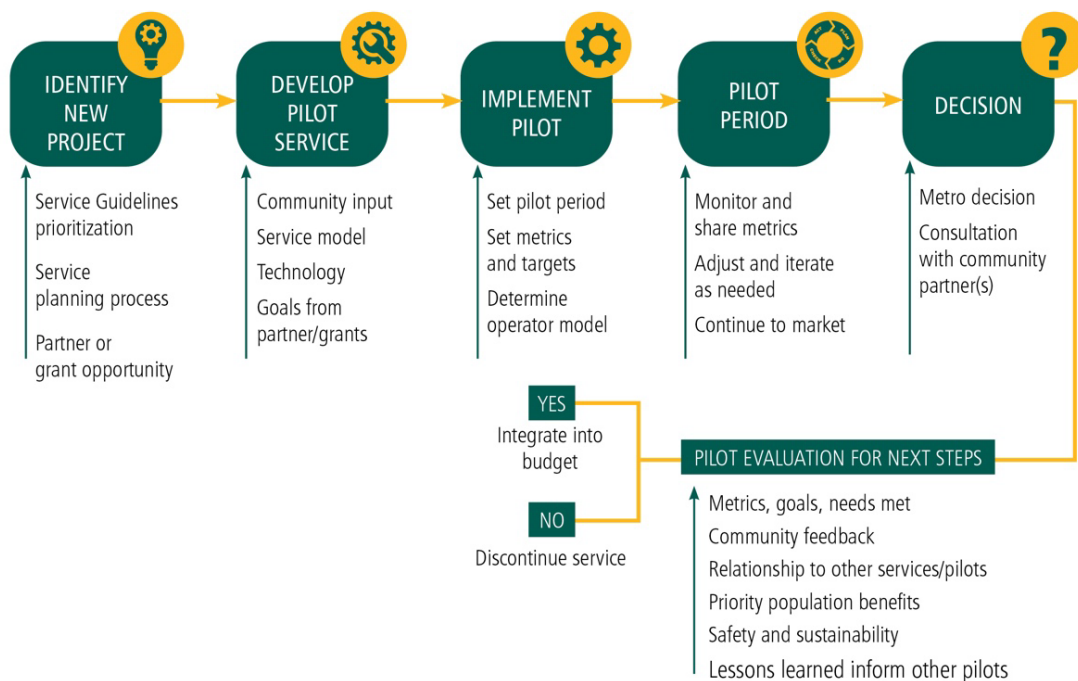 IDENTIFY
NEW
PROJECT
Service Guidelines
prioritization
Service
planning process
Partner or
grant opportunity
DEVELOP
PILOT
SERVICE
Community input
Service model
Technology
Goals from
partner/grants
IMPLEMENT
PILOT
Set pilot period
Set metrics
and targets
Determine
operator model
PILOT
PERIOD
Monitor and
share metrics
Adjust and iterate
as needed
Continue to market
?
DECISION
Metro decision
Consultation
with community
partner(s)
PILOT EVALUATION FOR NEXT STEPS
Metrics, goals, needs met
Community feedback
Relationship to other services/pilots
Priority population benefits
Safety and sustainability
Lessons learned inform other pilots
YES
Integrate into
budget
NO
Discontinue service